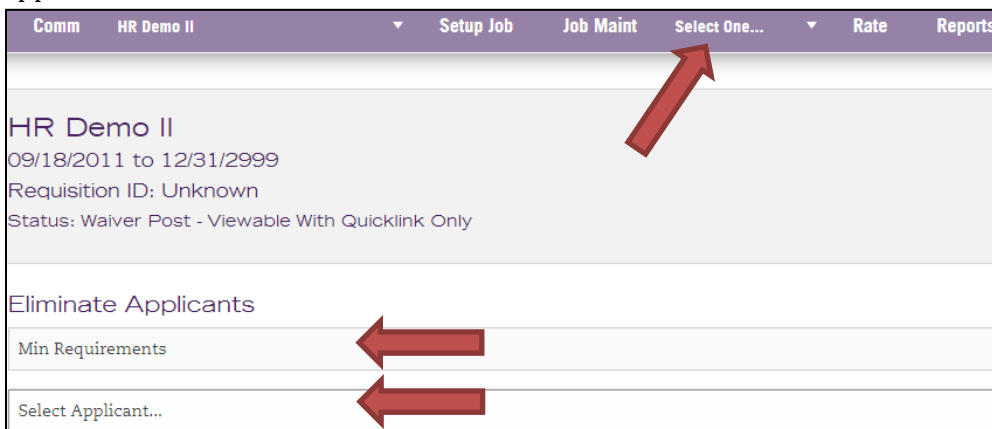 Comm HR Demo II Setup Job Job Maint Select One... Rate Reports
HR Demo II
09/18/2011 to 12/31/2999
Requisition ID: Unknown
Status: Waiver Post - Viewable With Quicklink Only
Eliminate Applicants
Min Requirements
Select Applicant...